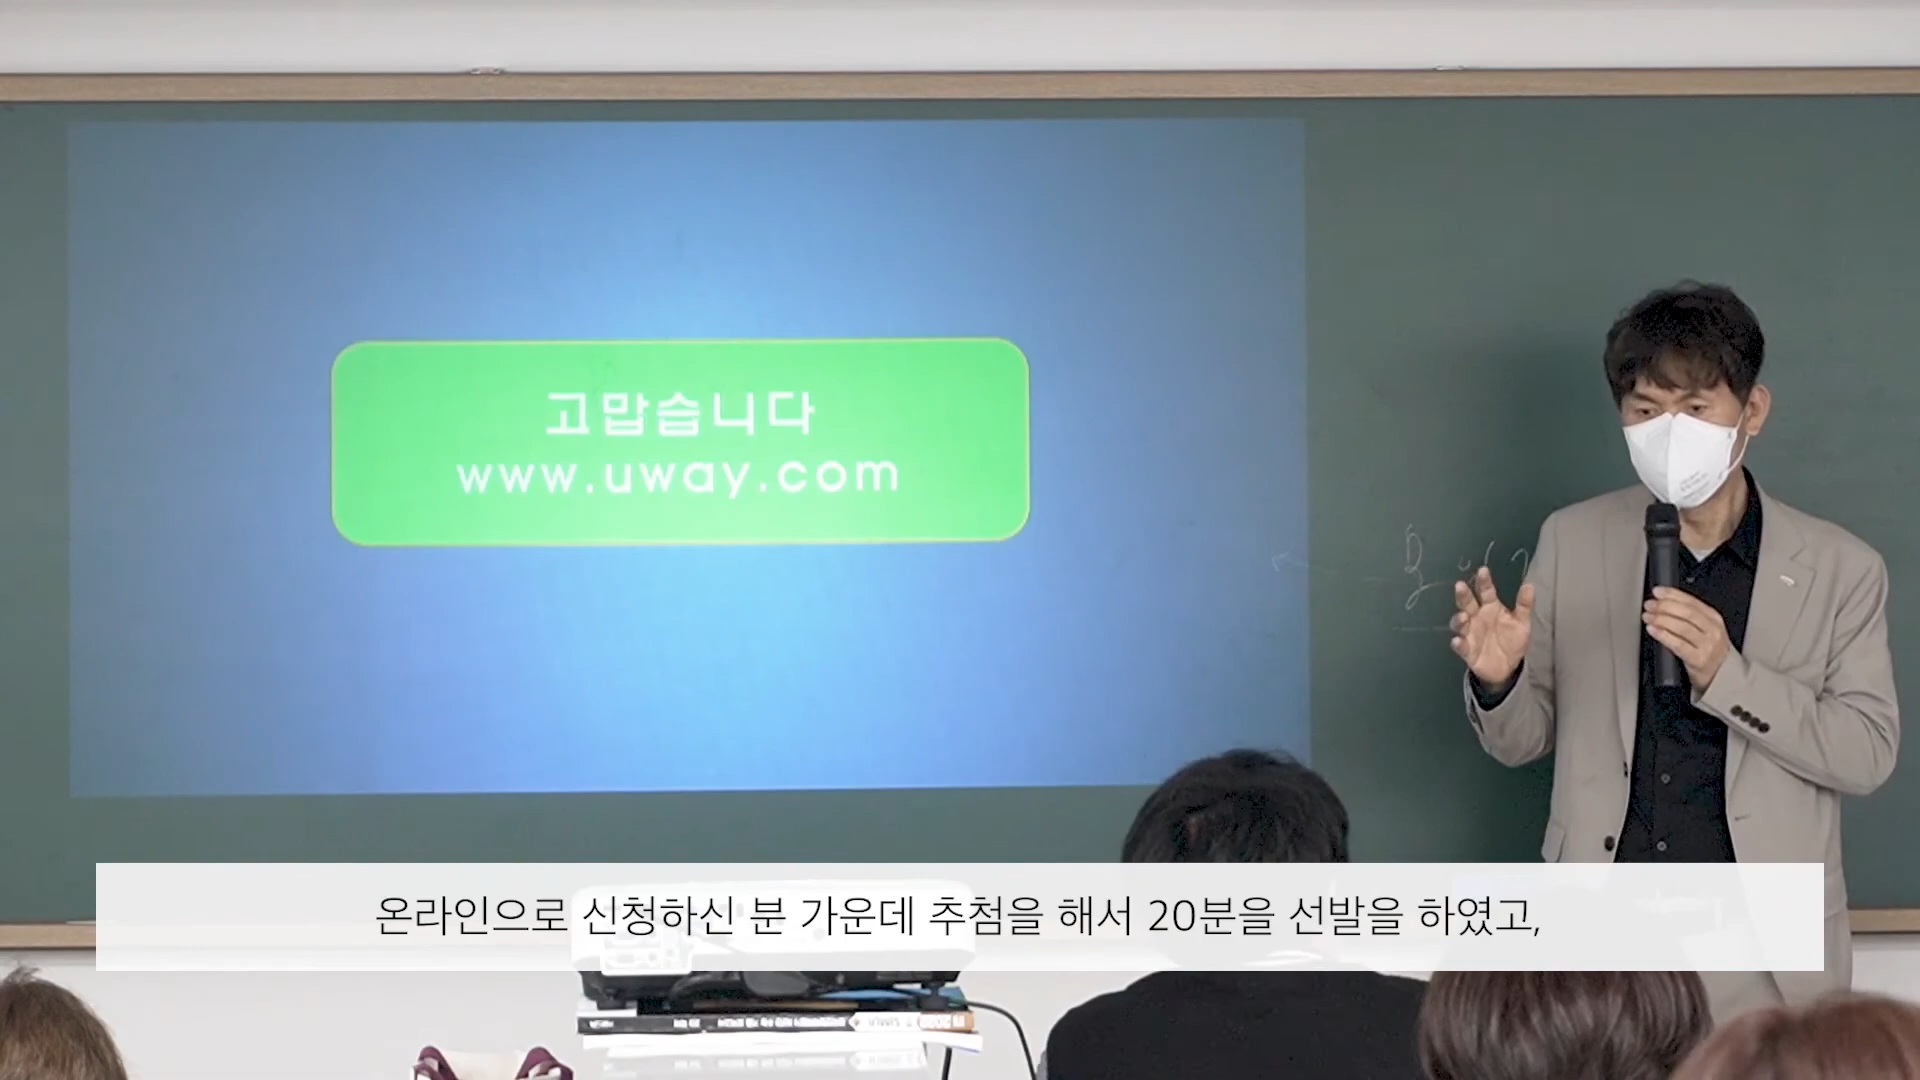 고맙습니다
www.uway.com
온라인으로 신청하신 분 가운데 추첨을 해서 20분을 선발을 하였고,